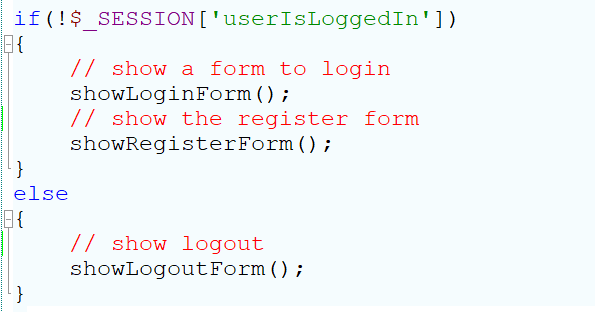 if(!$_SESSION['userIsLoggedIn'])
{
    // show a form to login
    showLoginForm();
    // show the register form
    showRegisterForm();
}
else
{
    // show logout
    showLogoutForm();
}